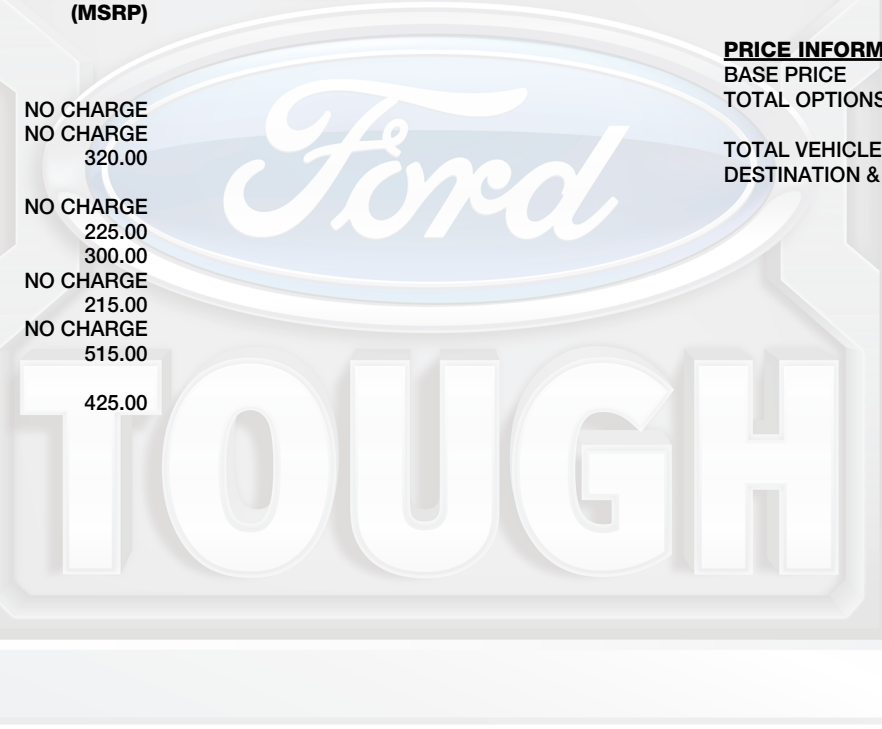 (MSRP)
NO CHARGE
NO CHARGE
320.00
NO CHARGE
225.00
300.00
NO CHARGE
215.00
NO CHARGE
515.00
425.00
PRICE INFORM
BASE PRICE
TOTAL OPTIONS
TOTAL VEHICLE
DESTINATION &
Ford
TOUGH